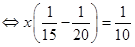 ⇔ x(1/15 − 1/20) = 1/10